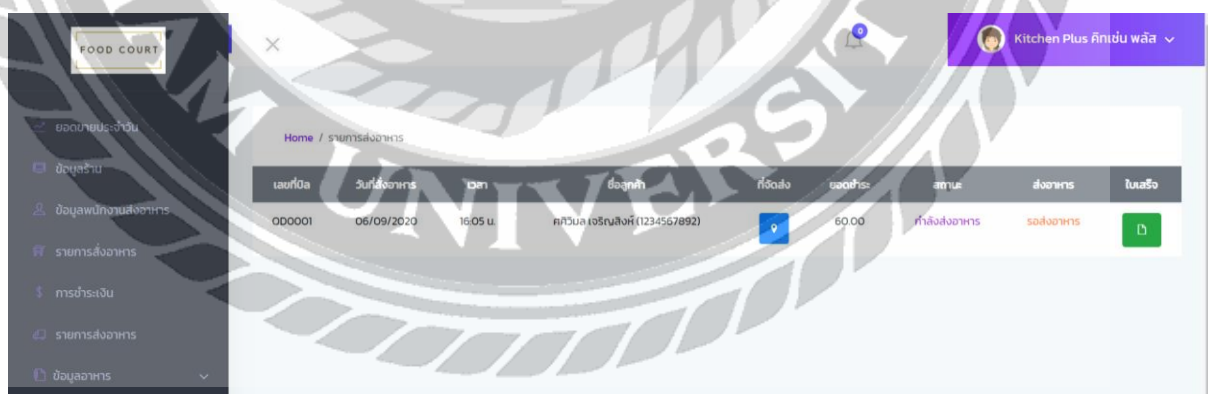 FOOD COURT
0
Kitchen Plus คิทเช่น พลัส
ยอดขายประจำวัน
Home / รายการส่งอาหาร
ข้อมูลร้าน
เลขที่บิล วันที่สั่งอาหาร เวลา ชื่อลูกค้า ที่จัดส่ง ยอดชำระ สถานะ ส่งอาหาร ใบเสร็จ
ข้อมูลพนักงานส่งอาหาร
OD0001 06/09/2020 16:05 น. ศศิวิมล เจริญสิงห์ (1234567892) 60.00 กำลังส่งอาหาร รอส่งอาหาร
รายการสั่งอาหาร
การชำระเงิน
รายการส่งอาหาร
ข้อมูลอาหาร
UNIVERSIT